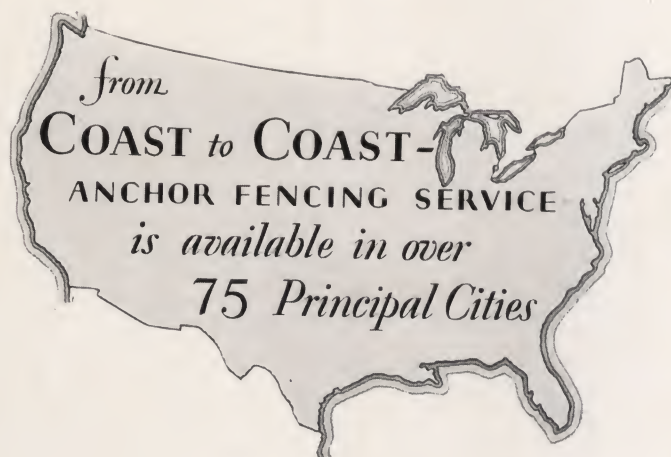 from
COAST to COAST-
ANCHOR FENCING SERVICE
is available in over
75 Principal Cities